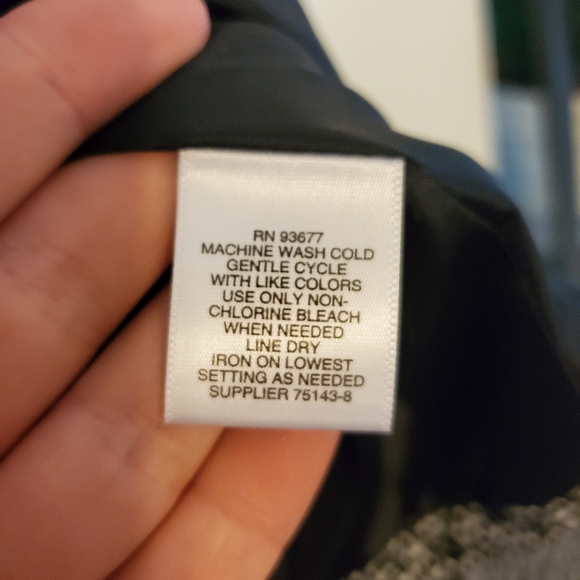 RN 93677
MACHINE WASH COLD
GENTLE CYCLE
WITH LIKE COLORS
USE ONLY NON-
CHLORINE BLEACH
WHEN NEEDED
LINE DRY
IRON ON LOWEST
SETTING AS NEEDED
SUPPLIER 75143-8